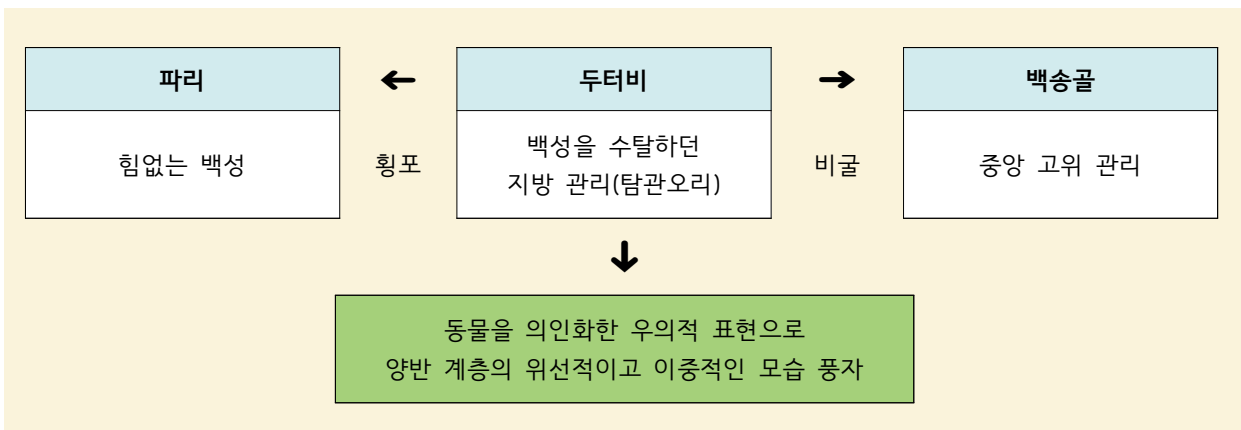 파리
←
두터비
→
백송골
힘없는 백성
횡포
백성을 수탈하던
지방 관리(탐관오리)
비굴
중앙 고위 관리
↓
동물을 의인화한 우의적 표현으로
양반 계층의 위선적이고 이중적인 모습 풍자